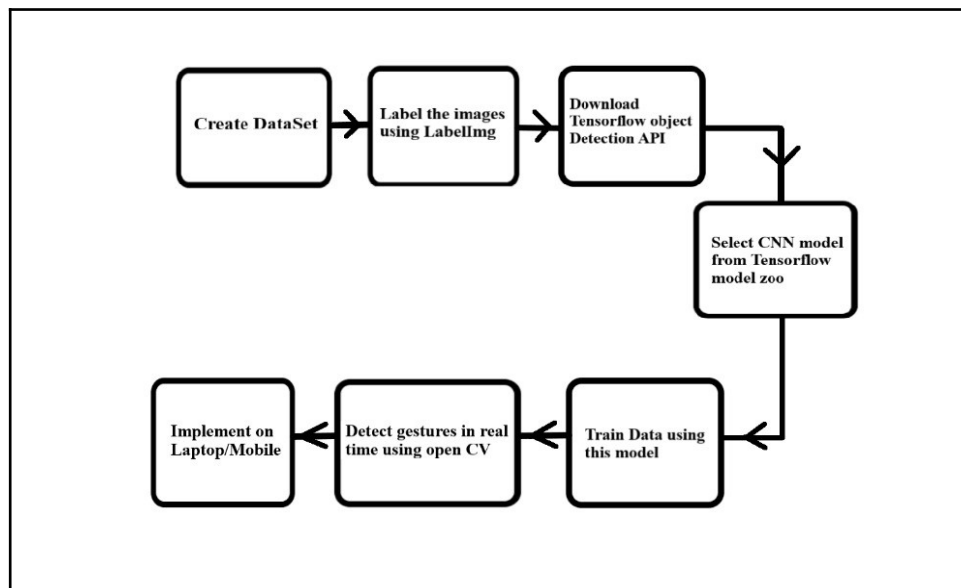 Create DataSet
Label the images
using LabelImg
Download
Tensorflow object
Detection API
Select CNN model
from Tensorflow
model zoo
Train Data using
this model
Detect gestures in real
time using open CV
Implement on
Laptop/Mobile